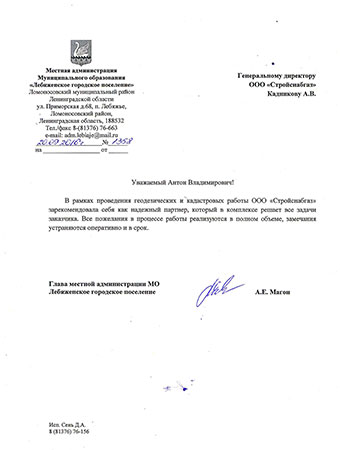 Местная администрация
Муниципального образования
«Лебяженское городское поселение»
Ломоносовский муниципальный район
Ленинградской области
ул. Приморская д.68, п. Лебяжье,
Ломоносовский район,
Ленинградская область, 188532
Тел./факс 8-(81376) 76-663
e-mail: adm.lebiaje@mail.ru
20.09.2016г. № 1358
на от
Генеральному директору
ООО «Стройснабгаз»
Кадникову А.В.
Уважаемый Антон Владимирович!
В рамках проведения геодезических и кадастровых работы ООО «Стройснабгаз»
зарекомендовала себя как надежный партнер, который в комплексе решает все задачи
заказчика. Все пожелания в процессе работы реализуются в полном объеме, замечания
устраняются оперативно и в срок.
Глава местной администрации МО
Лебяженское городское поселение
А.Е. Магон
Исп. Сень Д.А.
8 (81376) 76-156